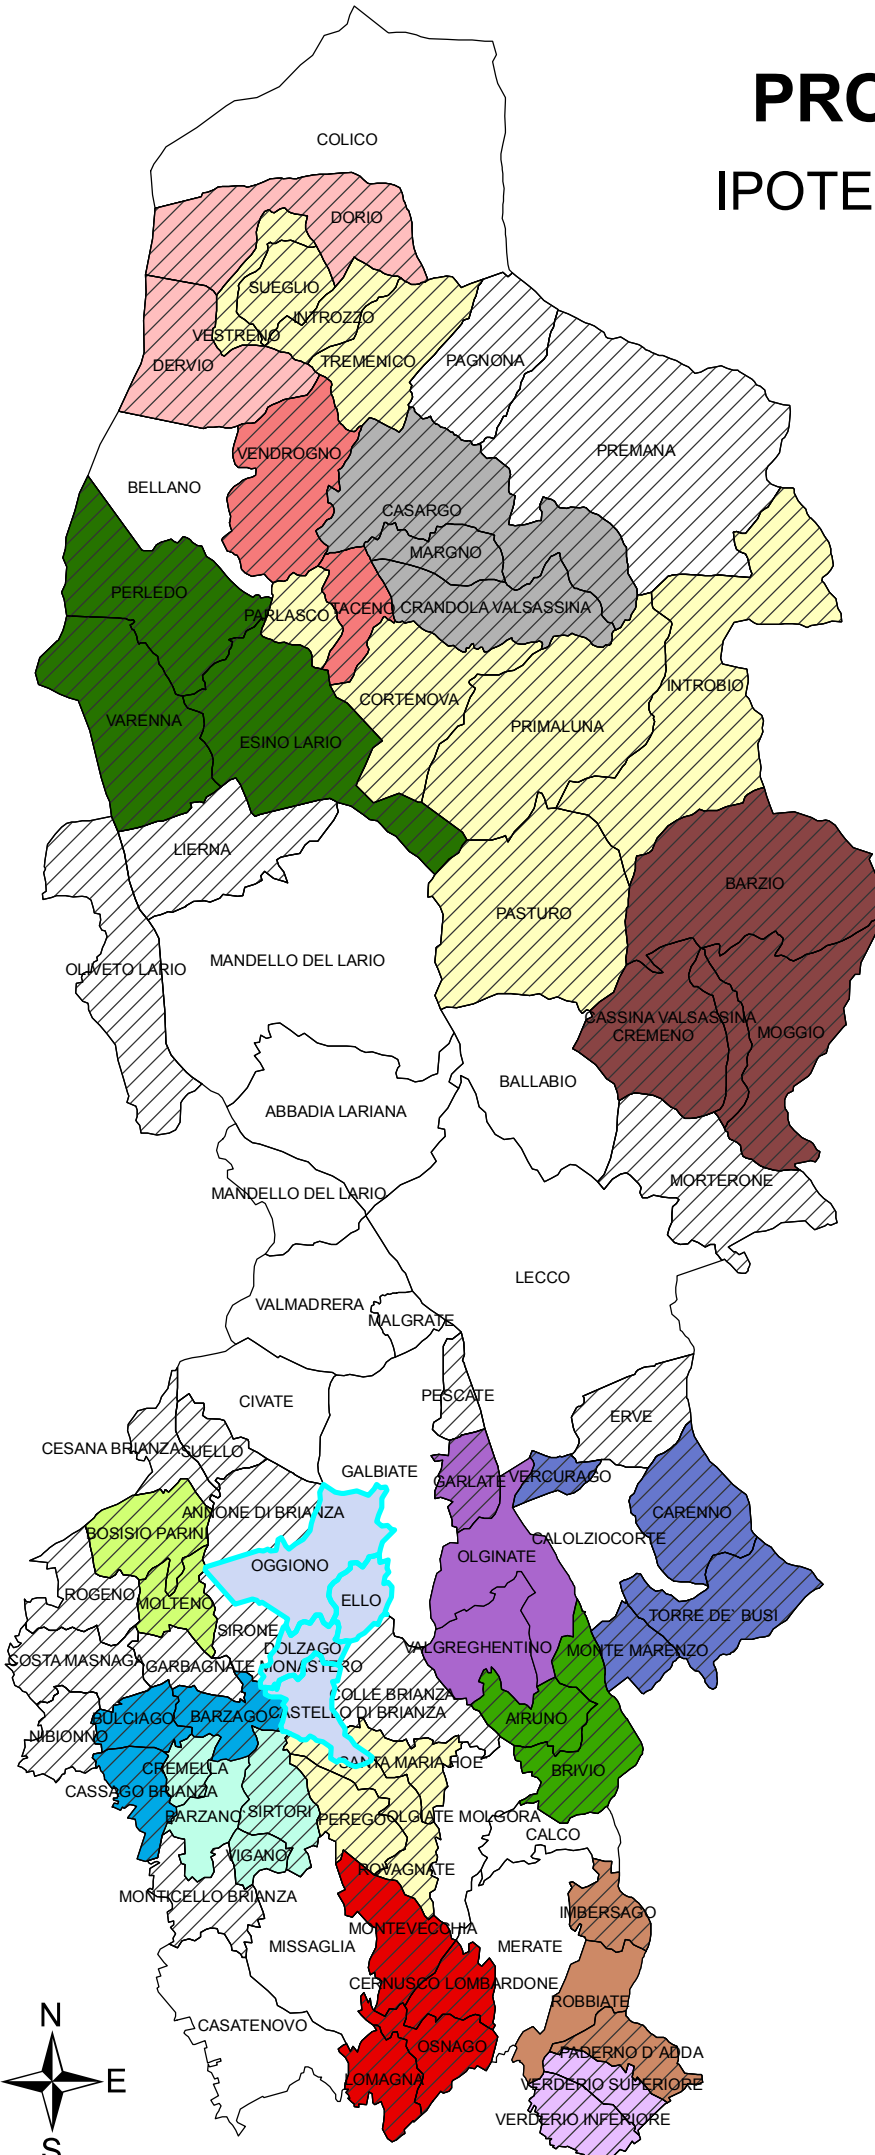 PRO
IPOTE
COLICO
DORIO
SUEGLIO
INTROZZO
VESTRENO
TREMENICO
PAGNONA
DERVIO
VENDROGNO
PREMANA
BELLANO
CASARGO
MARGNO
PERLEDO
PARLASCO
TACENO
CRANDOLA VALSASSINA
CORTENOVA
INTROBIO
VARENNA
PRIMALUNA
ESINO LARIO
LIERNA
BARZIO
PASTURO
MANDELLO DEL LARIO
OLIVETO LARIO
CASSINA VALSASSINA
CREMENO
MOGGIO
BALLABIO
ABBADIA LARIANA
MORTERONE
MANDELLO DEL LARIO
LECCO
VALMADRERA
MALGRATE
PESCATE
CIVATE
ERVE
CESANA BRIANZA
SUELLO
GALBIATE
GARLATE
VERCURAGO
ANNONE DI BRIANZA
CARENNO
BOSISIO PARINI
CALOLZIOCORTE
OLGINATE
OGGIONO
ROGENO
ELLO
MOLTENO
TORRE DE` BUSI
SIRONE
DOLZAGO
VALGREGHENTINO
MONTE MARENZO
COSTA MASNAGA
GARBAGNATE MONASTERO
COLLE BRIANZA
CASTELLO DI BRIANZA
BULCIAGO
BARZAGO
AIRUNO
NIBIONNO
SANTA MARIA HOE
CREMELLA
BRIVIO
CASSAGO BRIANZA
BARZANO`
SIRTORI
PEREGO
OLGIATE MOLGORA
CALCO
VIGANO`
ROVAGNATE
MONTICELLO BRIANZA
IMBERSAGO
MONTEVECCHIA
MISSAGLIA
MERATE
CERNUSCO LOMBARDONE
ROBBIATE
CASATENOVO
OSNAGO
PADERNO D`ADDA
LOMAGNA
VERDERIO SUPERIORE
VERDERIO INFERIORE
N
E
S